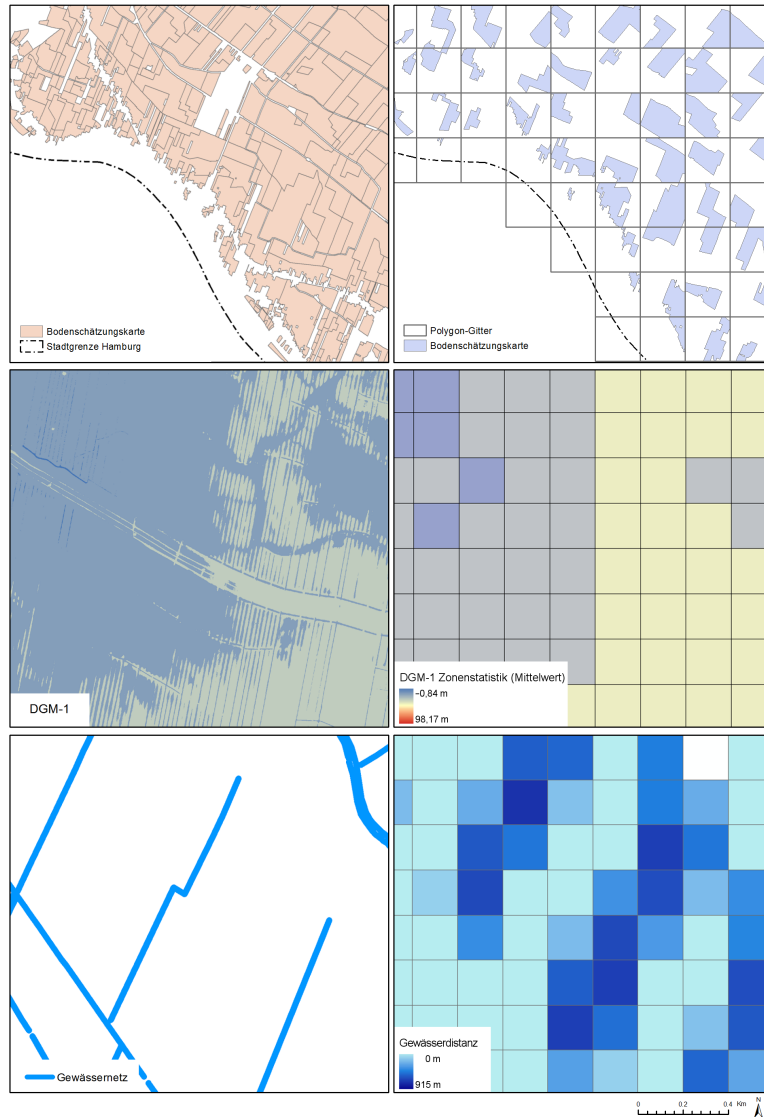 Bodenschätzungskarte
Stadtgrenze Hamburg
Polygon-Gitter
Bodenschätzungskarte
DGM-1
DGM-1 Zonenstatistik (Mittelwert)
-0,84 m
98,17 m
Gewässernetz
Gewässerdistanz
0 m
915 m
0 0.2 0.4 Km
N